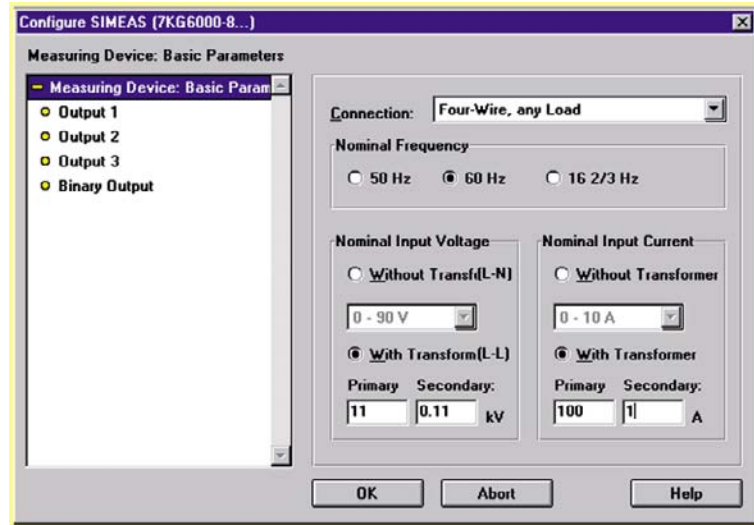 Configure SIMEAS (7KG6000-8...)
Measuring Device: Basic Parameters
Measuring Device: Basic Param
Output 1
Output 2
Output 3
Binary Output
Connection: Four-Wire, any Load
Nominal Frequency
50 Hz 60 Hz 16 2/3 Hz
Nominal Input Voltage
Without Transf(L-N)
0 - 90 V
With Transform(L-L)
Primary Secondary:
11 0.11 kV
Nominal Input Current
Without Transformer
0 - 10 A
With Transformer
Primary Secondary:
100 1 A
OK Abort Help